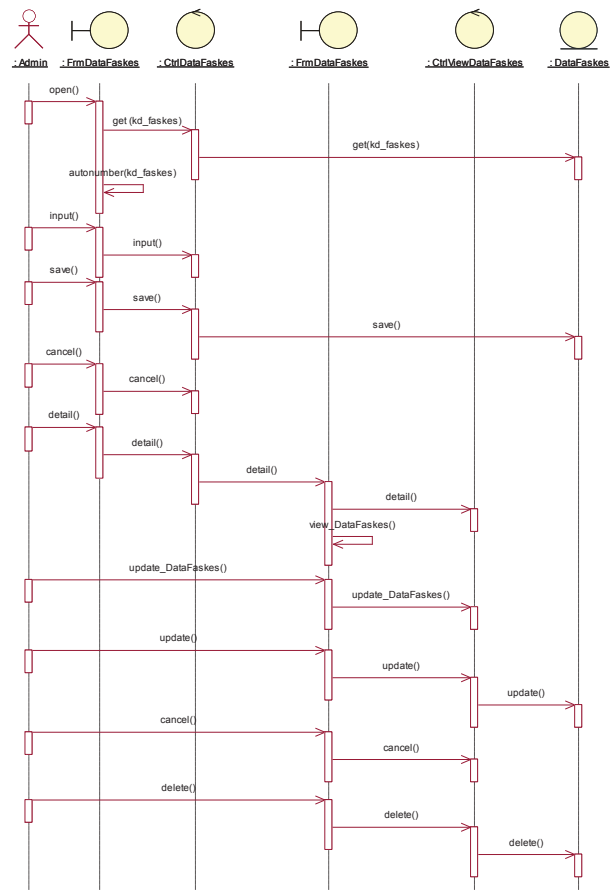 : Admin
: FrmDataFaskes
: CtrlDataFaskes
: FrmDataFaskes
: CtrlViewDataFaskes
: DataFaskes
open()
get (kd_faskes)
get(kd_faskes)
autonumber(kd_faskes)
input()
input()
save()
save()
save()
cancel()
cancel()
detail()
detail()
detail()
detail()
view_DataFaskes()
update_DataFaskes()
update_DataFaskes()
update()
update()
update()
cancel()
cancel()
delete()
delete()
delete()